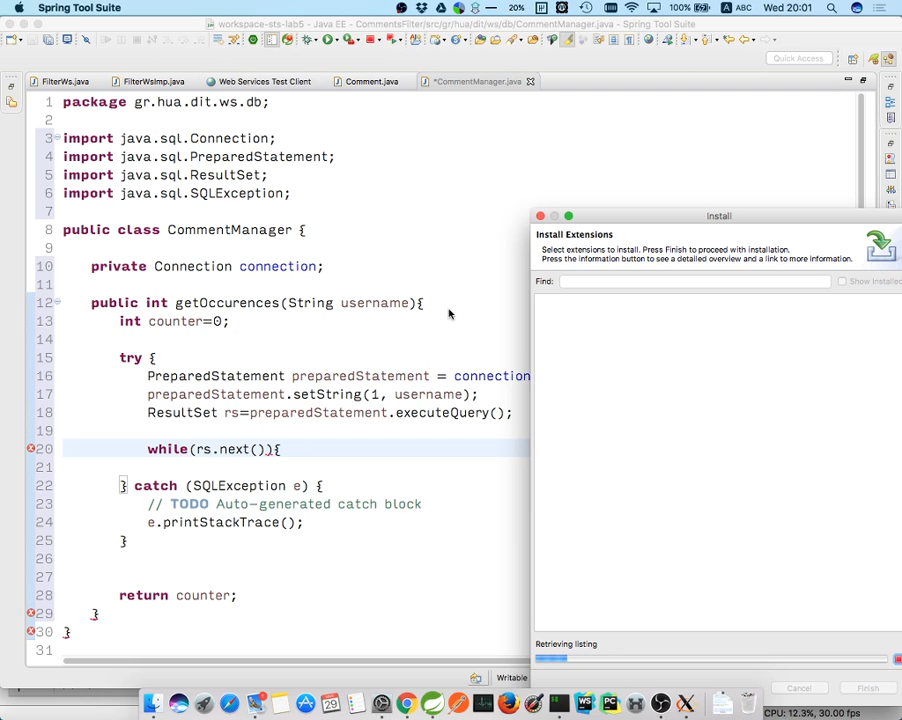 Spring Tool Suite 20% 100% ABC Wed 20:01
workspace-sts-lab5 - Java EE - CommentsFilter/src/gr/hua/dit/ws/db/CommentManager.java - Spring Tool Suite
Quick Access
FilterWs.java FilterWsImp.java Web Services Test Client Comment.java *CommentManager.java
1 package gr.hua.dit.ws.db;
2
3 import java.sql.Connection;
4 import java.sql.PreparedStatement;
5 import java.sql.ResultSet;
6 import java.sql.SQLException;
7
8 public class CommentManager {
9
10 private Connection connection;
11
12 public int getOccurences(String username){
13 int counter=0;
14
15 try {
16 PreparedStatement preparedStatement = connection
17 preparedStatement.setString(1, username);
18 ResultSet rs=preparedStatement.executeQuery();
19
20 while(rs.next()){
21
22 } catch (SQLException e) {
23 // TODO Auto-generated catch block
24 e.printStackTrace();
25 }
26
27
28 return counter;
29 }
30 }
31
Writable
Install
Install Extensions
Select extensions to install. Press Finish to proceed with installation.
Press the information button to see a detailed overview and a link to more information.
Find: Show Installed
Retrieving listing
Cancel Finish
CPU: 12.3%, 30.00 fps